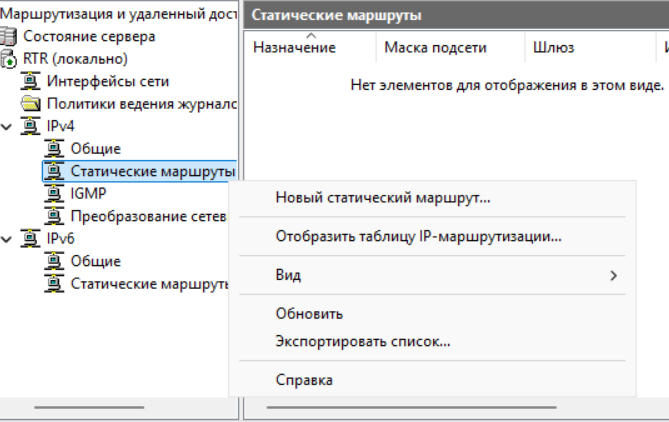 Маршрутизация и удаленный дост
Состояние сервера
RTR (локально)
Интерфейсы сети
Политики ведения журнало
IPv4
Общие
Статические маршруты
IGMP
Преобразование сетев
IPv6
Общие
Статические маршруты
Статические маршруты
Назначение Маска подсети Шлюз
Нет элементов для отображения в этом виде.
Новый статический маршрут...
Отобразить таблицу IP-маршрутизации...
Вид
Обновить
Экспортировать список...
Справка